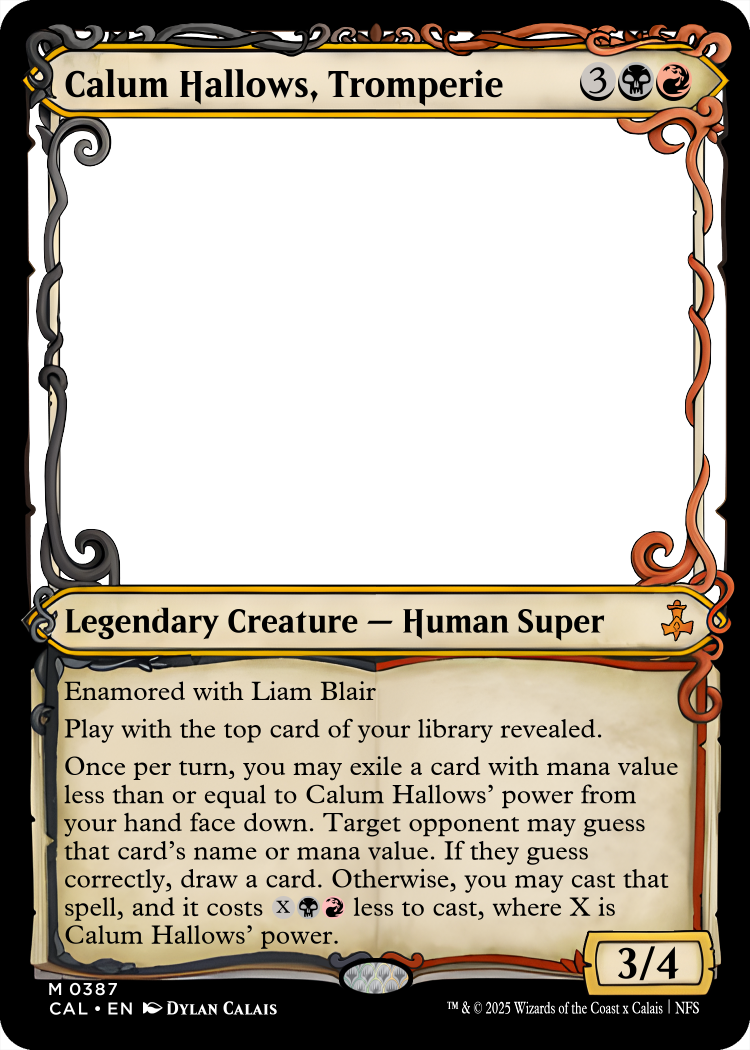 Calum Hallows, Tromperie 3
Legendary Creature — Human Super
Enamored with Liam Blair
Play with the top card of your library revealed.
Once per turn, you may exile a card with mana value
less than or equal to Calum Hallows' power from
your hand face down. Target opponent may guess
that card's name or mana value. If they guess
correctly, draw a card. Otherwise, you may cast that
spell, and it costs X less to cast, where X is
Calum Hallows' power.
3/4
M 0387
CAL • EN Dylan Calais
™ & © 2025 Wizards of the Coast x Calais | NFS